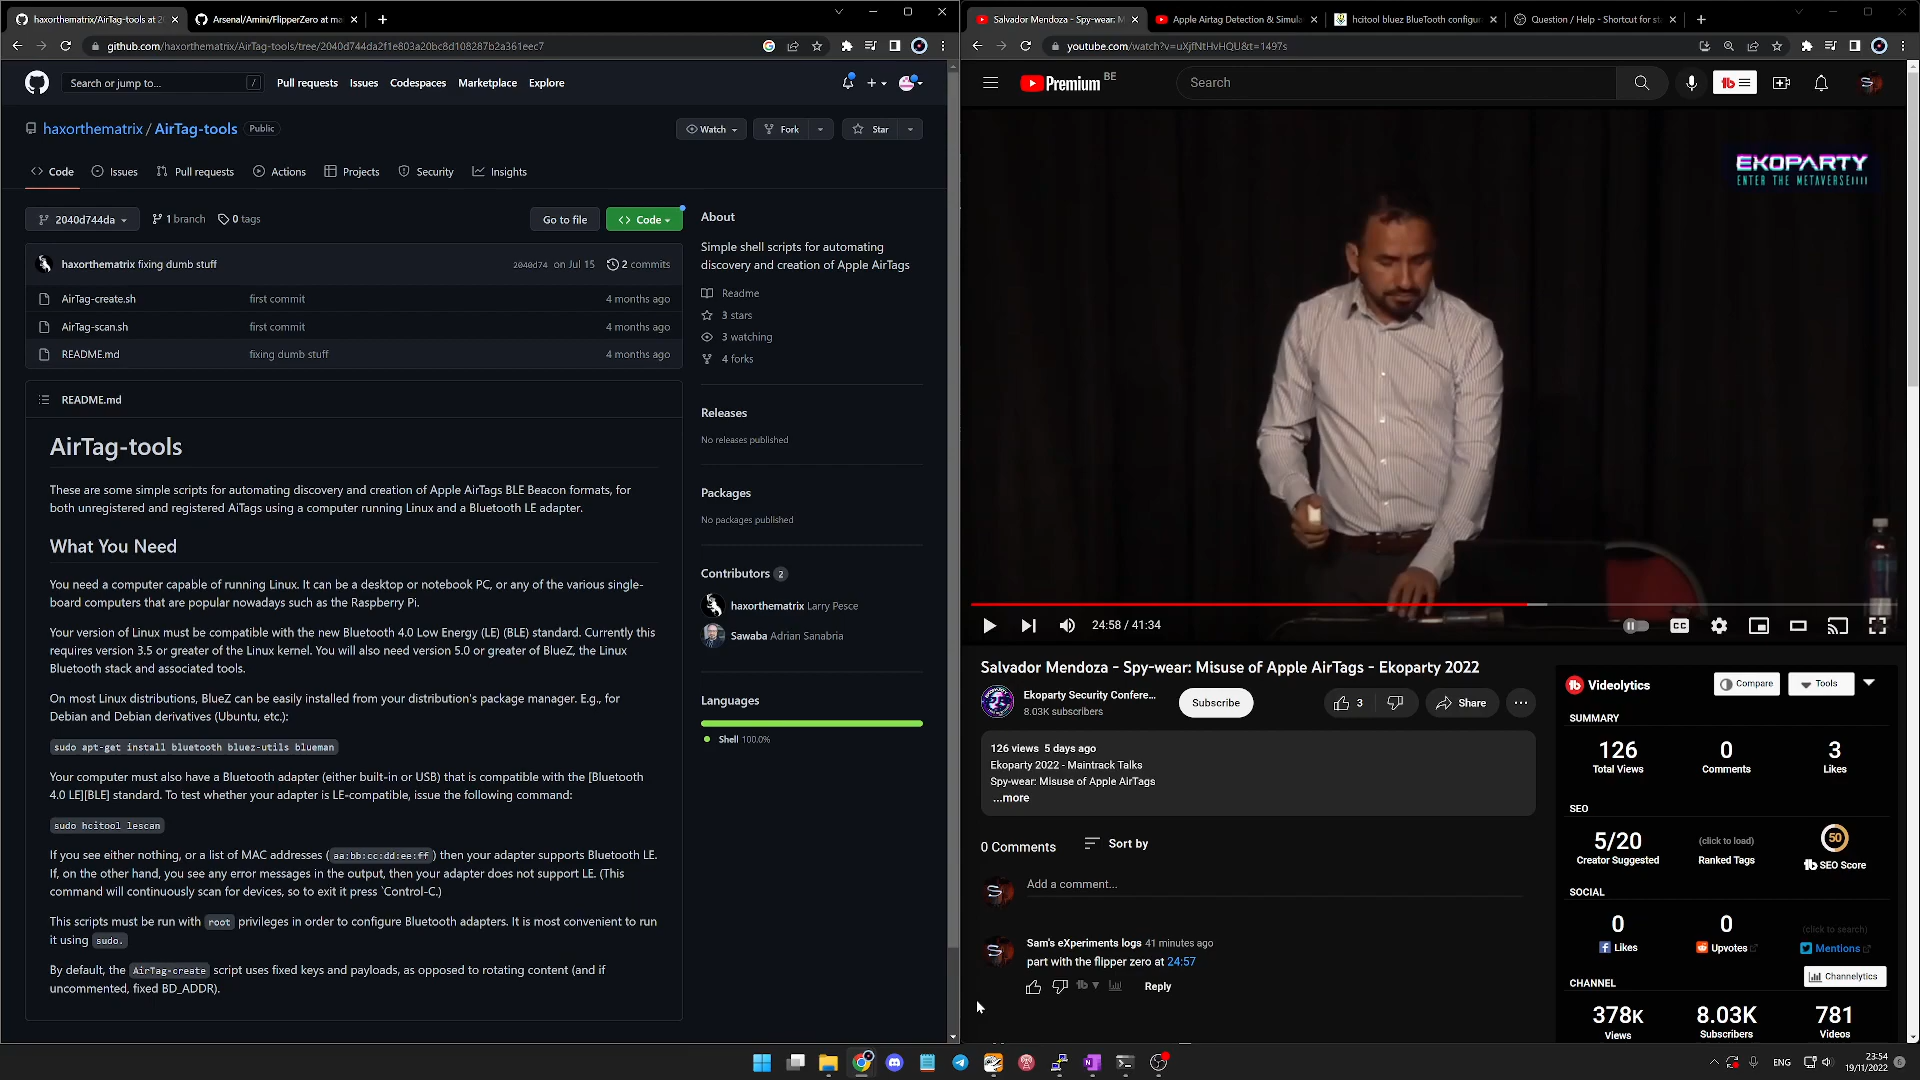 haxorthematrix/AirTag-tools at 2
Arsenal/Amini/FlipperZero at ma
github.com/haxorthematrix/AirTag-tools/tree/2040d744da2f1e803a20bc8d108287b2a361eec7
Search or jump to...
/
Pull requests
Issues
Codespaces
Marketplace
Explore
haxorthematrix / AirTag-tools
Public
Watch
Fork
Star
Code
Issues
Pull requests
Actions
Projects
Security
Insights
2040d744da
1 branch
0 tags
Go to file
Code
haxorthematrix fixing dumb stuff
2040d74 on Jul 15
2 commits
AirTag-create.sh
first commit
4 months ago
AirTag-scan.sh
first commit
4 months ago
README.md
fixing dumb stuff
4 months ago
README.md
AirTag-tools
These are some simple scripts for automating discovery and creation of Apple AirTags BLE Beacon formats, for
both unregistered and registered AiTags using a computer running Linux and a Bluetooth LE adapter.
What You Need
You need a computer capable of running Linux. It can be a desktop or notebook PC, or any of the various single-
board computers that are popular nowadays such as the Raspberry Pi.
Your version of Linux must be compatible with the new Bluetooth 4.0 Low Energy (LE) (BLE) standard. Currently this
requires version 3.5 or greater of the Linux kernel. You will also need version 5.0 or greater of BlueZ, the Linux
Bluetooth stack and associated tools.
On most Linux distributions, BlueZ can be easily installed from your distribution's package manager. E.g., for
Debian and Debian derivatives (Ubuntu, etc.):
sudo apt-get install bluetooth bluez-utils blueman
Your computer must also have a Bluetooth adapter (either built-in or USB) that is compatible with the [Bluetooth
4.0 LE][BLE] standard. To test whether your adapter is LE-compatible, issue the following command:
sudo hcitool lescan
If you see either nothing, or a list of MAC addresses ( aa:bb:cc:dd:ee:ff ) then your adapter supports Bluetooth LE.
If, on the other hand, you see any error messages in the output, then your adapter does not support LE. (This
command will continuously scan for devices, so to exit it press `Control-C.)
This scripts must be run with root privileges in order to configure Bluetooth adapters. It is most convenient to run
it using sudo.
By default, the AirTag-create script uses fixed keys and payloads, as opposed to rotating content (and if
uncommented, fixed BD_ADDR).
About
Simple shell scripts for automating
discovery and creation of Apple AirTags
Readme
3 stars
3 watching
4 forks
Releases
No releases published
Packages
No packages published
Contributors 2
haxorthematrix Larry Pesce
Sawaba Adrian Sanabria
Languages
Shell 100.0%
Salvador Mendoza - Spy-wear: M
Apple Airtag Detection & Simula
hcitool bluez BlueTooth configur
Question / Help - Shortcut for st
youtube.com/watch?v=uXjfNtHvHQU&t=1497s
Premium BE
Search
EKOPARTY
ENTER THE METAVERSE!!!!
24:58 / 41:34
CC
Salvador Mendoza - Spy-wear: Misuse of Apple AirTags - Ekoparty 2022
Ekoparty Security Confere...
8.03K subscribers
Subscribe
3
Share
126 views 5 days ago
Ekoparty 2022 - Maintrack Talks
Spy-wear: Misuse of Apple AirTags
...more
0 Comments
Sort by
Add a comment...
Sam's eXperiments logs 41 minutes ago
part with the flipper zero at 24:57
Reply
Videolytics
Compare
Tools
SUMMARY
126
0
3
Total Views
Comments
Likes
SEO
5/20
(click to load)
50
Creator Suggested
Ranked Tags
SEO Score
SOCIAL
0
0
(click to search)
Likes
Upvotes
Mentions
Channelytics
CHANNEL
378K
8.03K
781
Views
Subscribers
Videos
ENG
23:54
19/11/2022